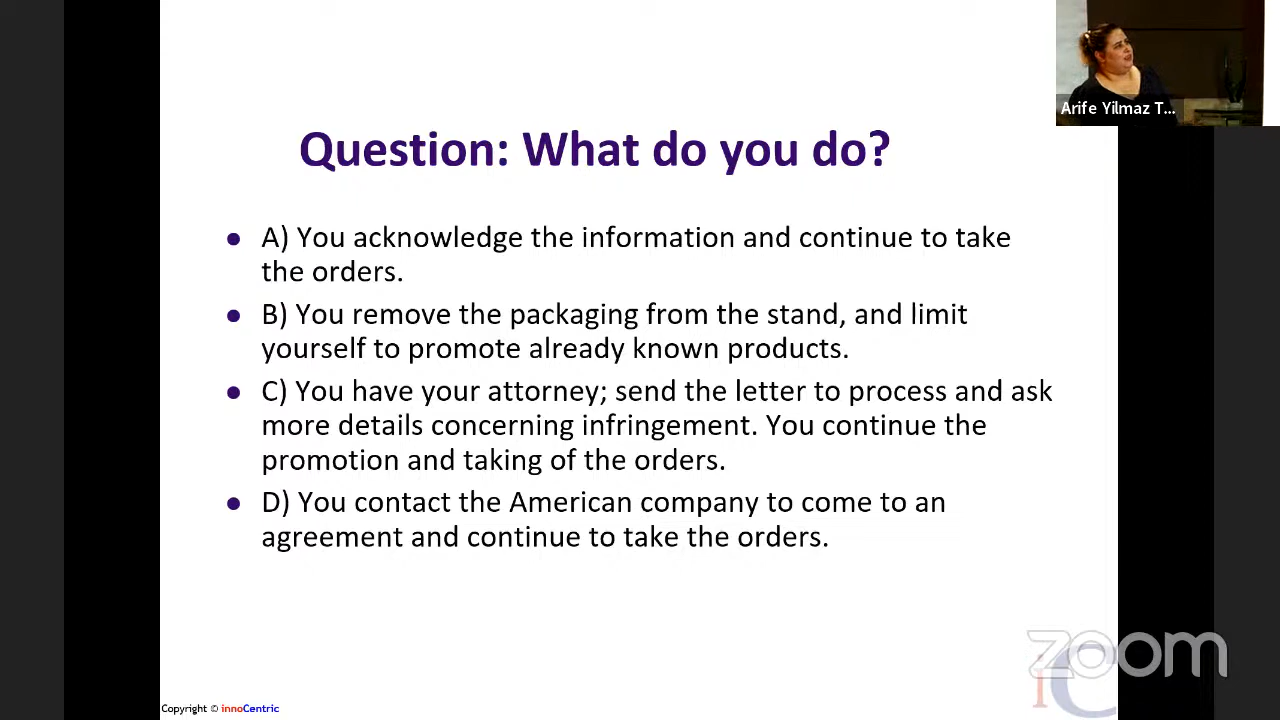 Arife Yilmaz T...
Question: What do you do?
● A) You acknowledge the information and continue to take
the orders.
● B) You remove the packaging from the stand, and limit
yourself to promote already known products.
● C) You have your attorney; send the letter to process and ask
more details concerning infringement. You continue the
promotion and taking of the orders.
● D) You contact the American company to come to an
agreement and continue to take the orders.
zoom
iC
Copyright © innoCentric